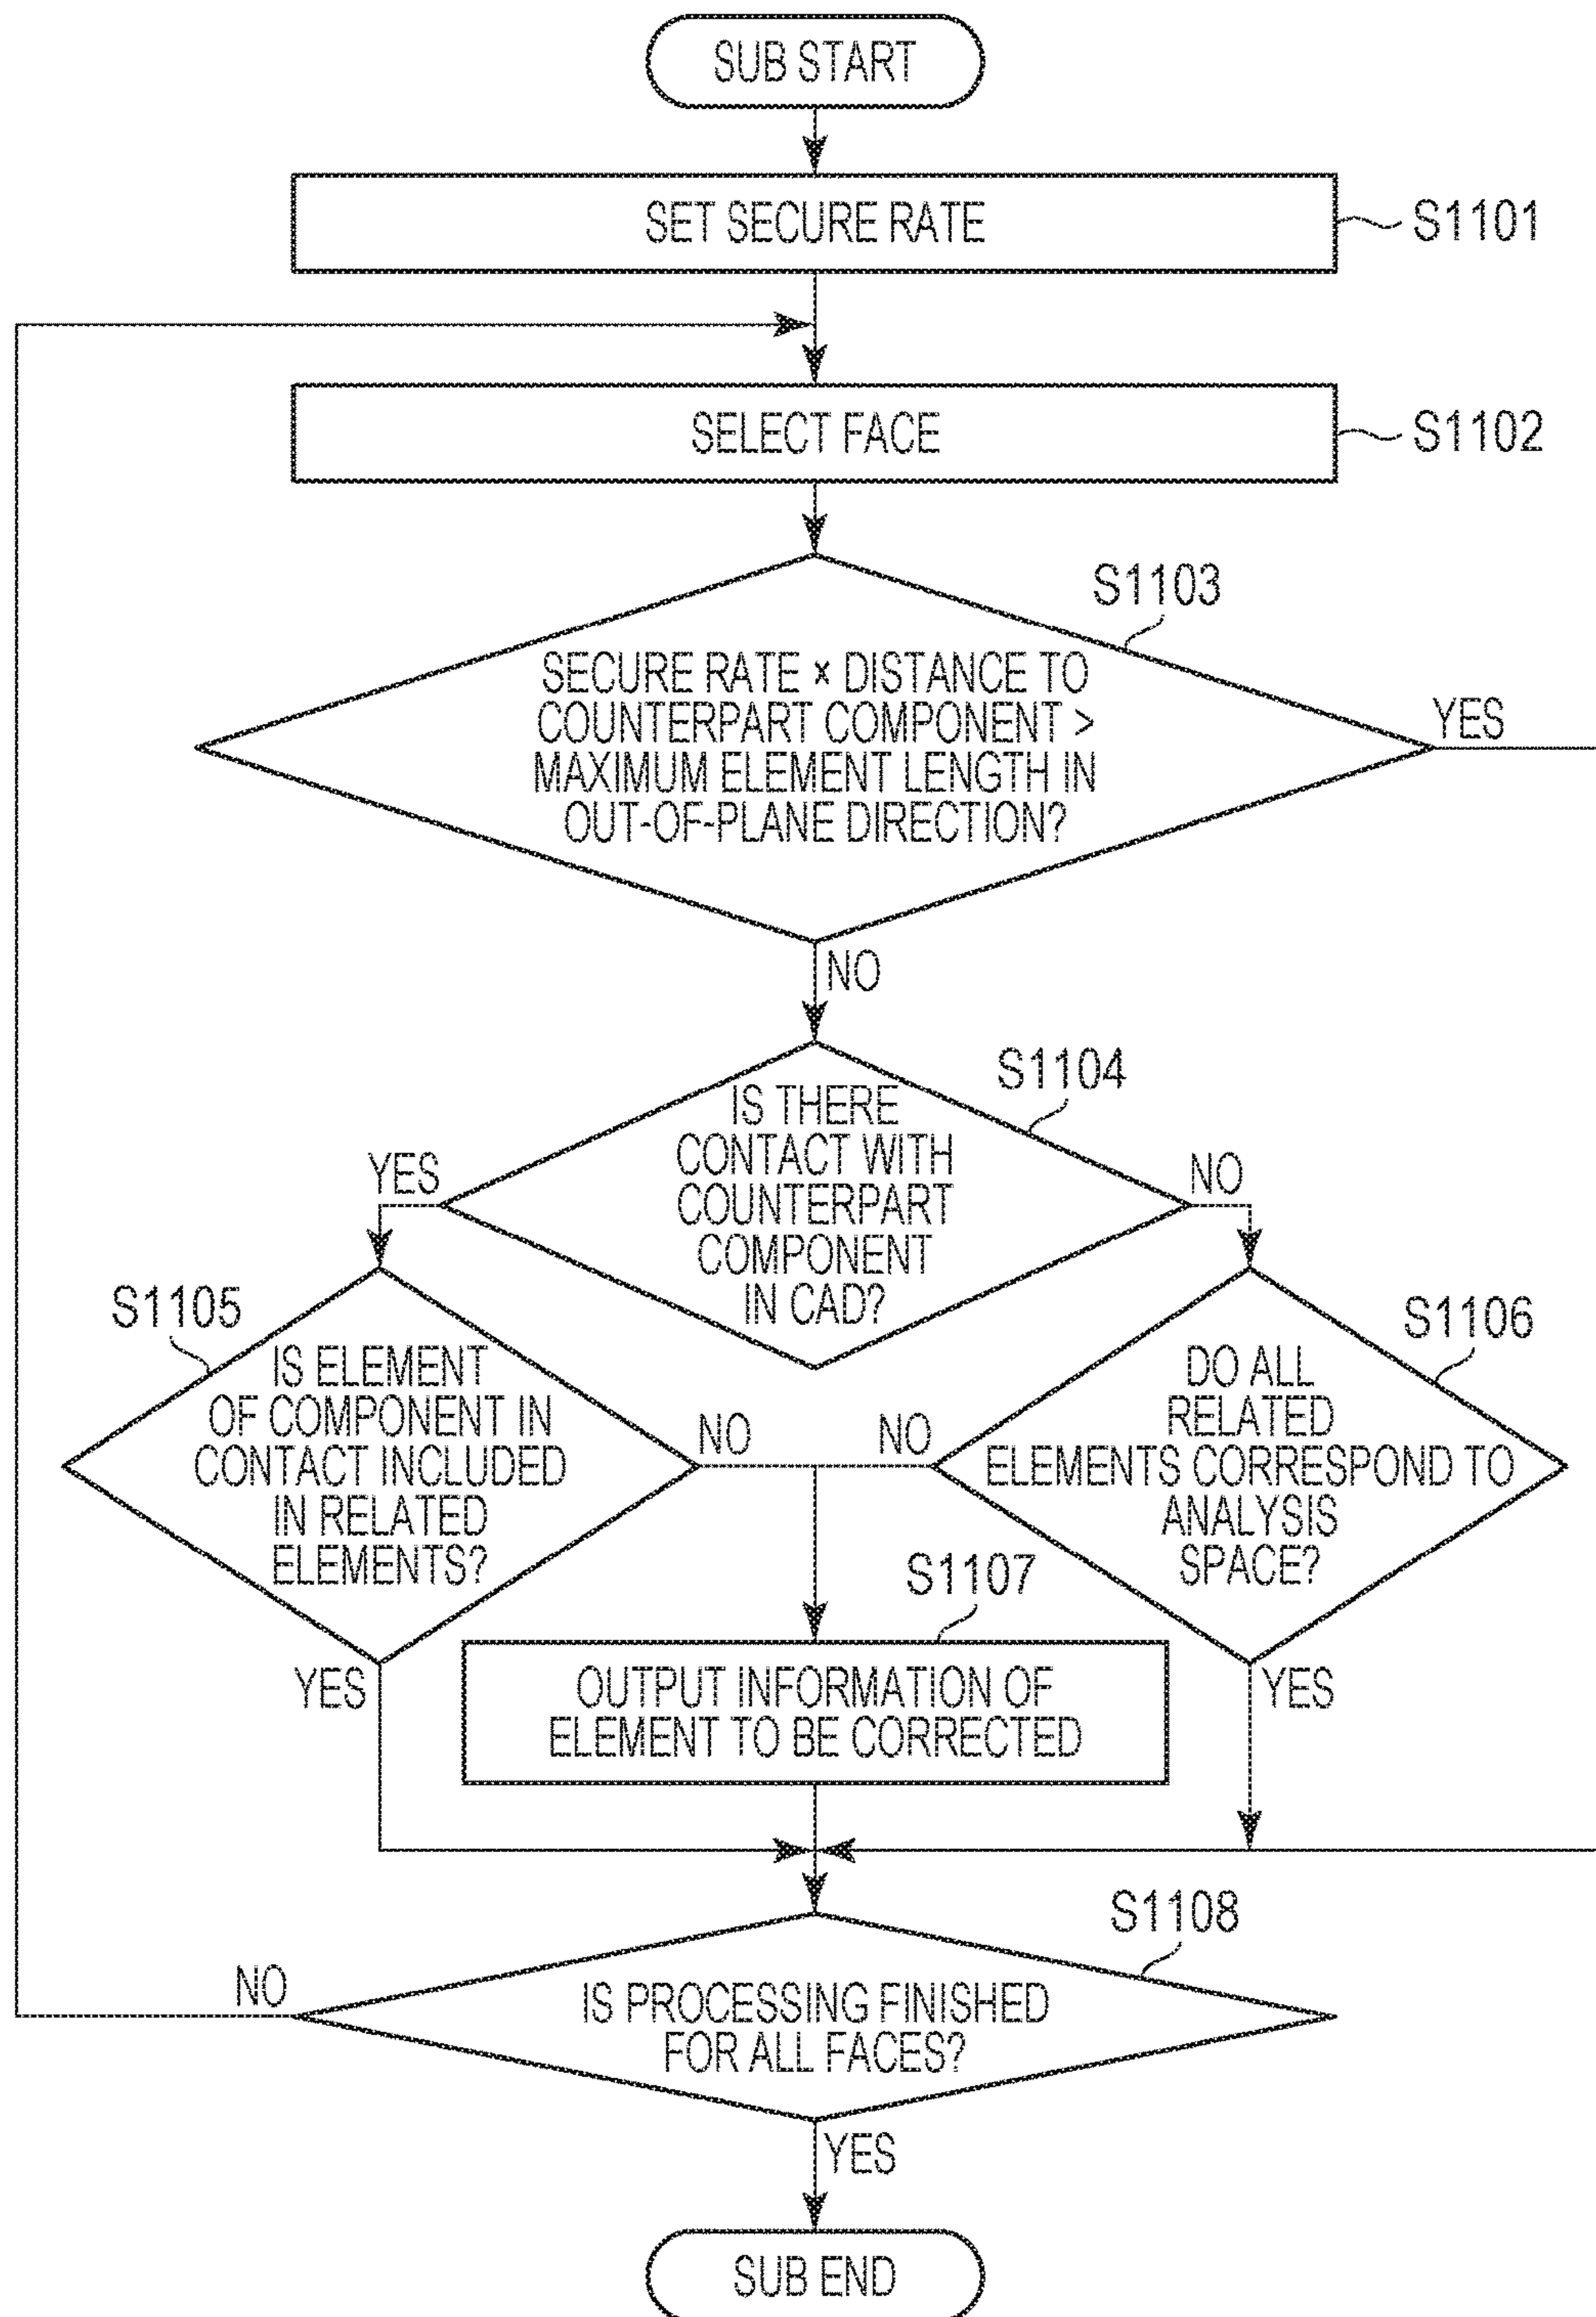 SUB START
SET SECURE RATE
S1101
SELECT FACE
S1102
S1103
SECURE RATE × DISTANCE TO
COUNTERPART COMPONENT >
MAXIMUM ELEMENT LENGTH IN
OUT-OF-PLANE DIRECTION?
YES
NO
S1104
IS THERE
CONTACT WITH
COUNTERPART
COMPONENT
IN CAD?
YES
NO
S1105
IS ELEMENT
OF COMPONENT IN
CONTACT INCLUDED
IN RELATED
ELEMENTS?
NO
YES
S1106
DO ALL
RELATED
ELEMENTS CORRESPOND TO
ANALYSIS
SPACE?
NO
YES
S1107
OUTPUT INFORMATION OF
ELEMENT TO BE CORRECTED
S1108
IS PROCESSING FINISHED
FOR ALL FACES?
NO
YES
SUB END